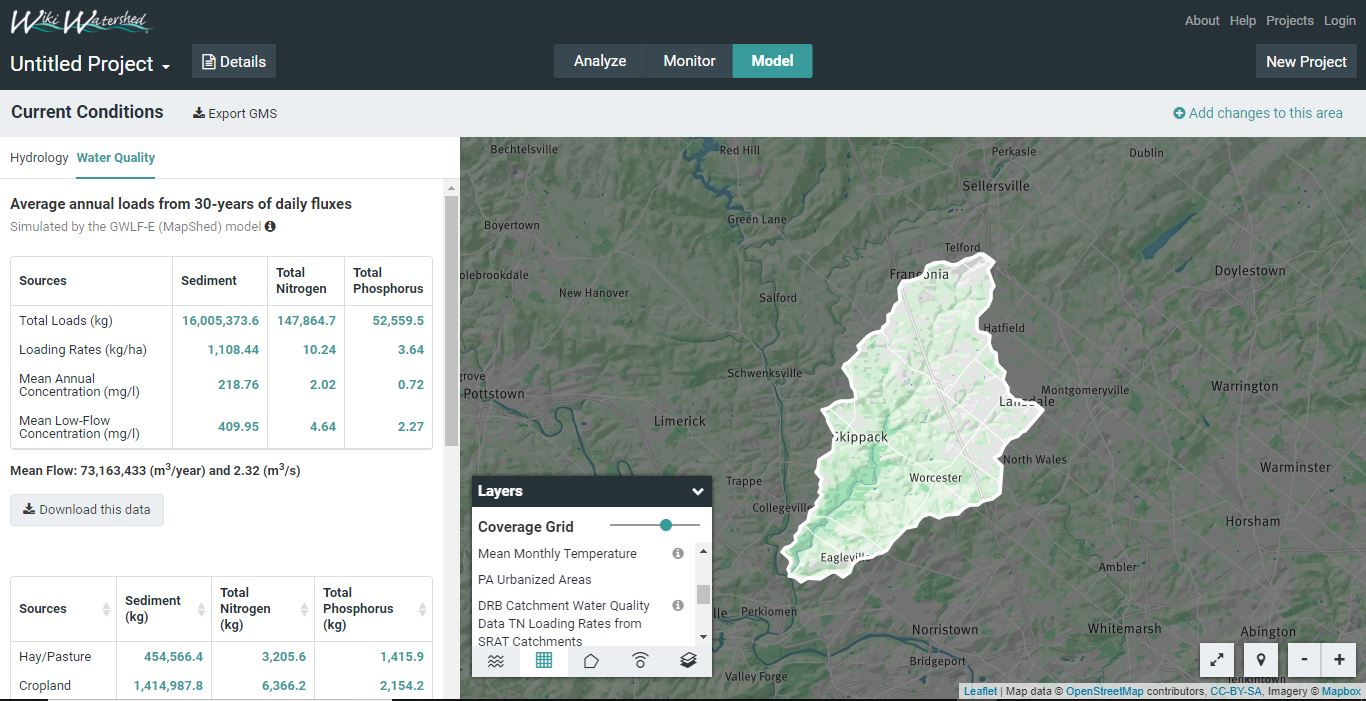 Wiki Watershed
About Help Projects Login
Untitled Project
Details
Analyze
Monitor
Model
New Project
Current Conditions
Export GMS
Add changes to this area
Hydrology
Water Quality
Average annual loads from 30-years of daily fluxes
Simulated by the GWLF-E (MapShed) model
Sources
Sediment
Total
Nitrogen
Total
Phosphorus
Total Loads (kg) 16,005,373.6 147,864.7 52,559.5
Loading Rates (kg/ha) 1,108.44 10.24 3.64
Mean Annual
Concentration (mg/l)
218.76 2.02 0.72
Mean Low-Flow
Concentration (mg/l)
409.95 4.64 2.27
Mean Flow: 73,163,433 (m3/year) and 2.32 (m3/s)
Download this data
Sources
Sediment
(kg)
Total
Nitrogen
(kg)
Total
Phosphorus
(kg)
Hay/Pasture 454,566.4 3,205.6 1,415.9
Cropland 1,414,987.8 6,366.2 2,154.2
Bechtelsville
Red Hill
Perkasie
Dublin
Sellersville
Green Lane
Boyertown
Telford
Franconia
Doylestown
olebrookdale
New Hanover
Salford
Hatfield
Schwenksville
grove
Pottstown
Montgomeryville
Warrington
Lansdale
Limerick
Skippack
North Wales
Warminster
Worcester
Trappe
Collegeville
Horsham
Eagleville
Ambler
lle
Perkiomen
Norristown
Whitemarsh
Abington
Bridgeport
Valley Forge
Jenkintown
Layers
Coverage Grid
Mean Monthly Temperature
PA Urbanized Areas
DRB Catchment Water Quality
Data TN Loading Rates from
SRAT Catchments
- +
Leaflet | Map data © OpenStreetMap contributors, CC-BY-SA, Imagery © Mapbox